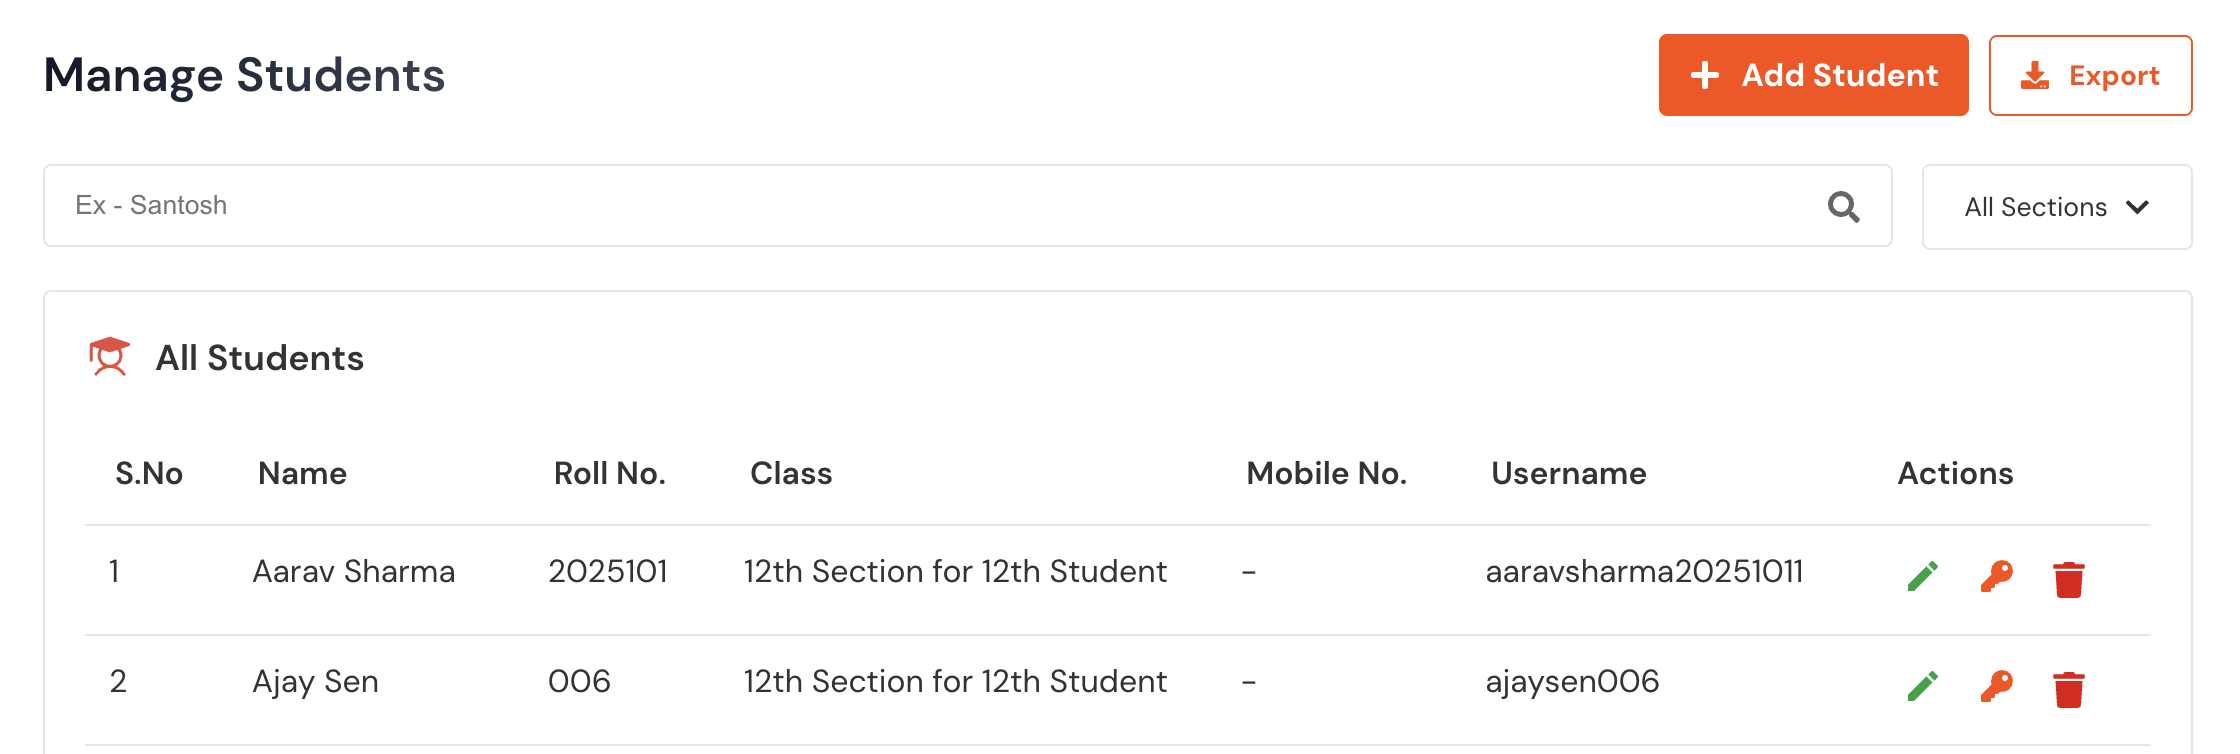 Manage Students
Add Student
Export
Ex - Santosh
All Sections
All Students
S.No Name Roll No. Class Mobile No. Username Actions
1 Aarav Sharma 2025101 12th Section for 12th Student - aaravsharma20251011
2 Ajay Sen 006 12th Section for 12th Student - ajaysen006